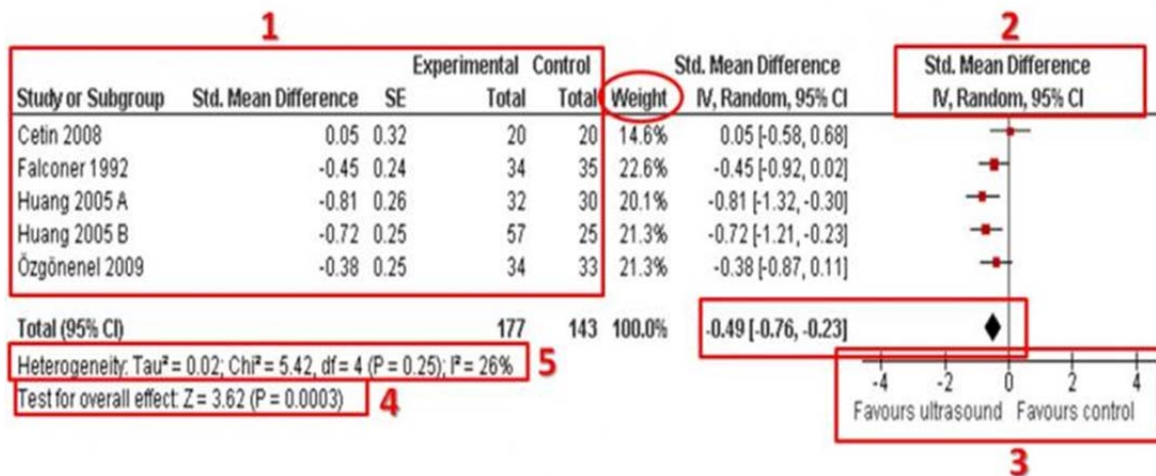 1 2
Experimental Control Std. Mean Difference Std. Mean Difference
Study or Subgroup Std. Mean Difference SE Total Total Weight IV, Random, 95% CI IV, Random, 95% CI
Cetin 2008 0.05 0.32 20 20 14.6% 0.05 [-0.58, 0.68]
Falconer 1992 -0.45 0.24 34 35 22.6% -0.45 [-0.92, 0.02]
Huang 2005 A -0.81 0.26 32 30 20.1% -0.81 [-1.32, -0.30]
Huang 2005 B -0.72 0.25 57 25 21.3% -0.72 [-1.21, -0.23]
Özgönenel 2009 -0.38 0.25 34 33 21.3% -0.38 [-0.87, 0.11]
Total (95% CI) 177 143 100.0% -0.49 [-0.76, -0.23]
Heterogeneity: Tau² = 0.02; Chi² = 5.42, df = 4 (P = 0.25); I² = 26% 5
Test for overall effect: Z = 3.62 (P = 0.0003) 4
-4 -2 0 2 4
Favours ultrasound Favours control
3